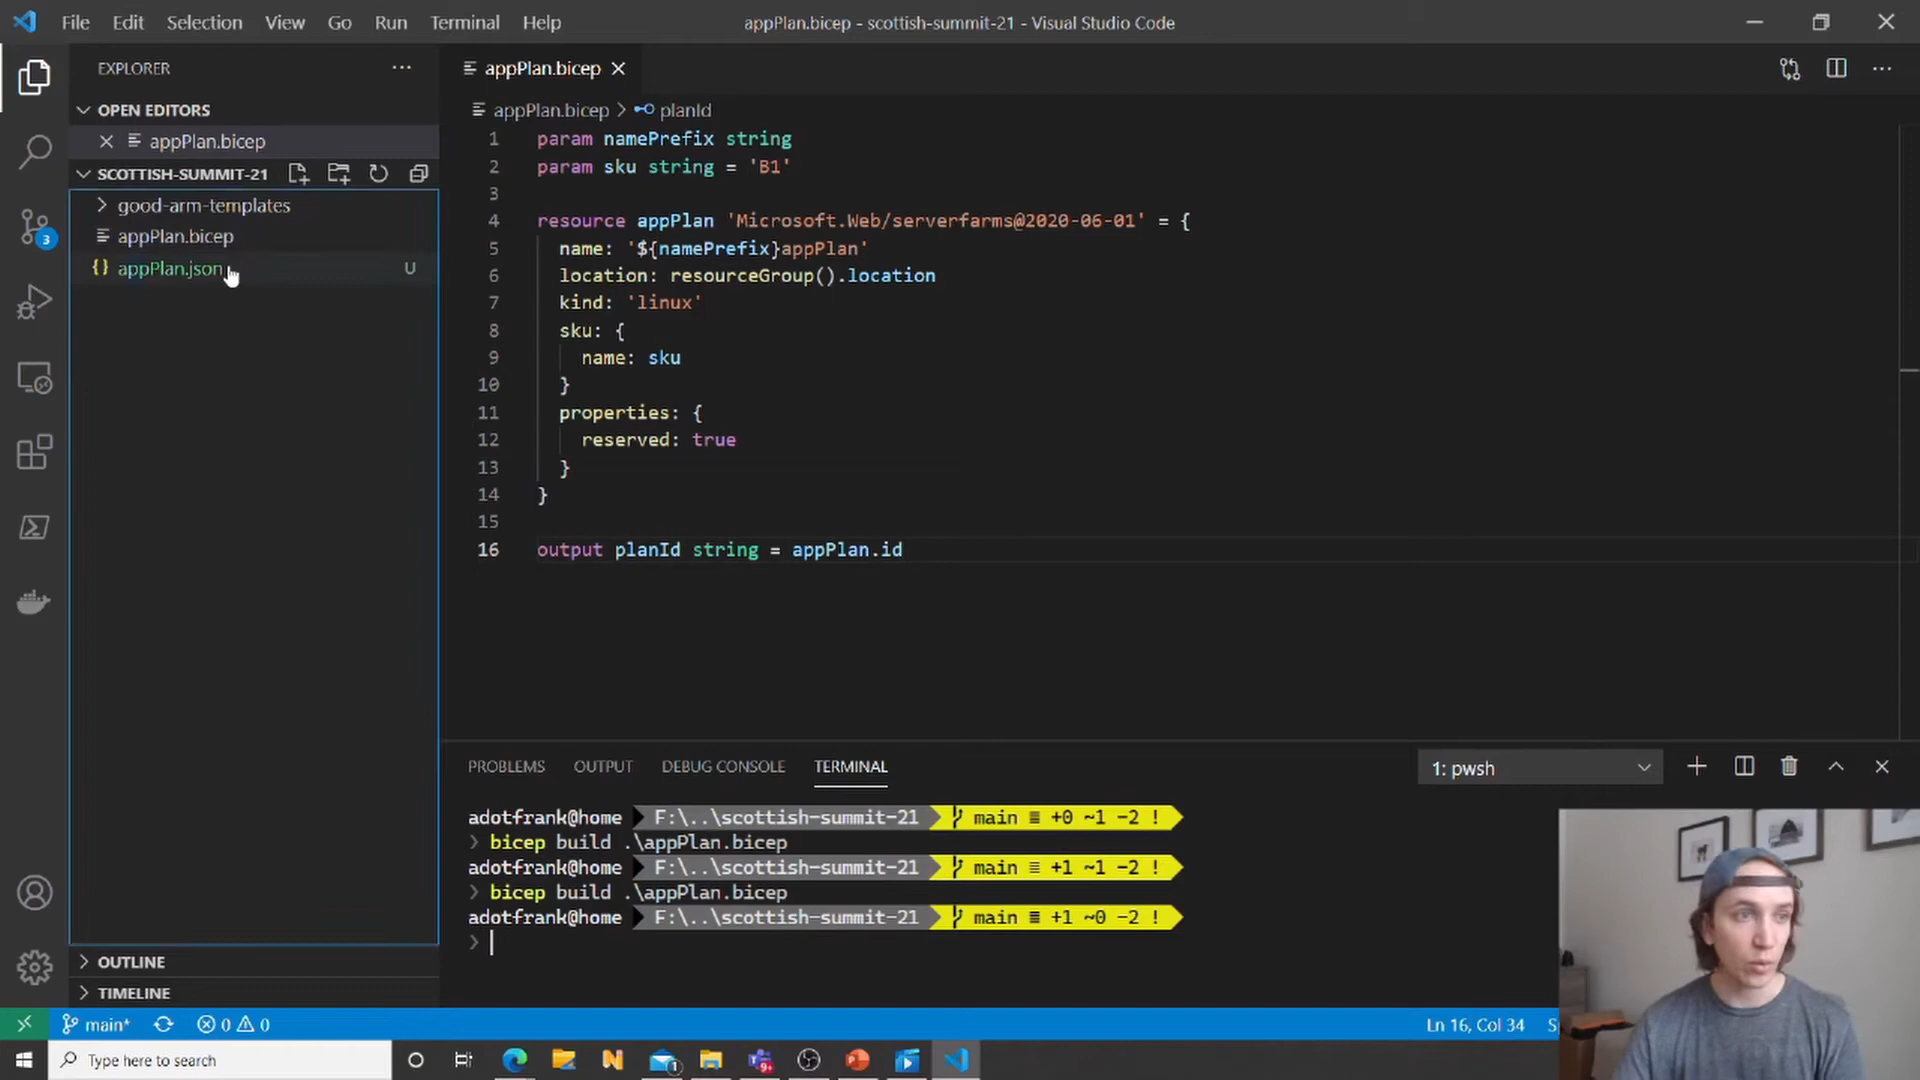 File Edit Selection View Go Run Terminal Help
appPlan.bicep - scottish-summit-21 - Visual Studio Code
EXPLORER
OPEN EDITORS
appPlan.bicep
SCOTTISH-SUMMIT-21
good-arm-templates
appPlan.bicep
appPlan.json U
3
OUTLINE
TIMELINE
appPlan.bicep
appPlan.bicep > planId
1 param namePrefix string
2 param sku string = 'B1'
3
4 resource appPlan 'Microsoft.Web/serverfarms@2020-06-01' = {
5 name: '${namePrefix}appPlan'
6 location: resourceGroup().location
7 kind: 'linux'
8 sku: {
9 name: sku
10 }
11 properties: {
12 reserved: true
13 }
14 }
15
16 output planId string = appPlan.id
PROBLEMS OUTPUT DEBUG CONSOLE TERMINAL
1: pwsh
adotfrank@home F:\..\scottish-summit-21 main ≡ +0 ~1 -2 !
❯ bicep build .\appPlan.bicep
adotfrank@home F:\..\scottish-summit-21 main ≡ +1 ~1 -2 !
❯ bicep build .\appPlan.bicep
adotfrank@home F:\..\scottish-summit-21 main ≡ +1 ~0 -2 !
❯
main* 0 0
Ln 16, Col 34 S
Type here to search
N
1
9+